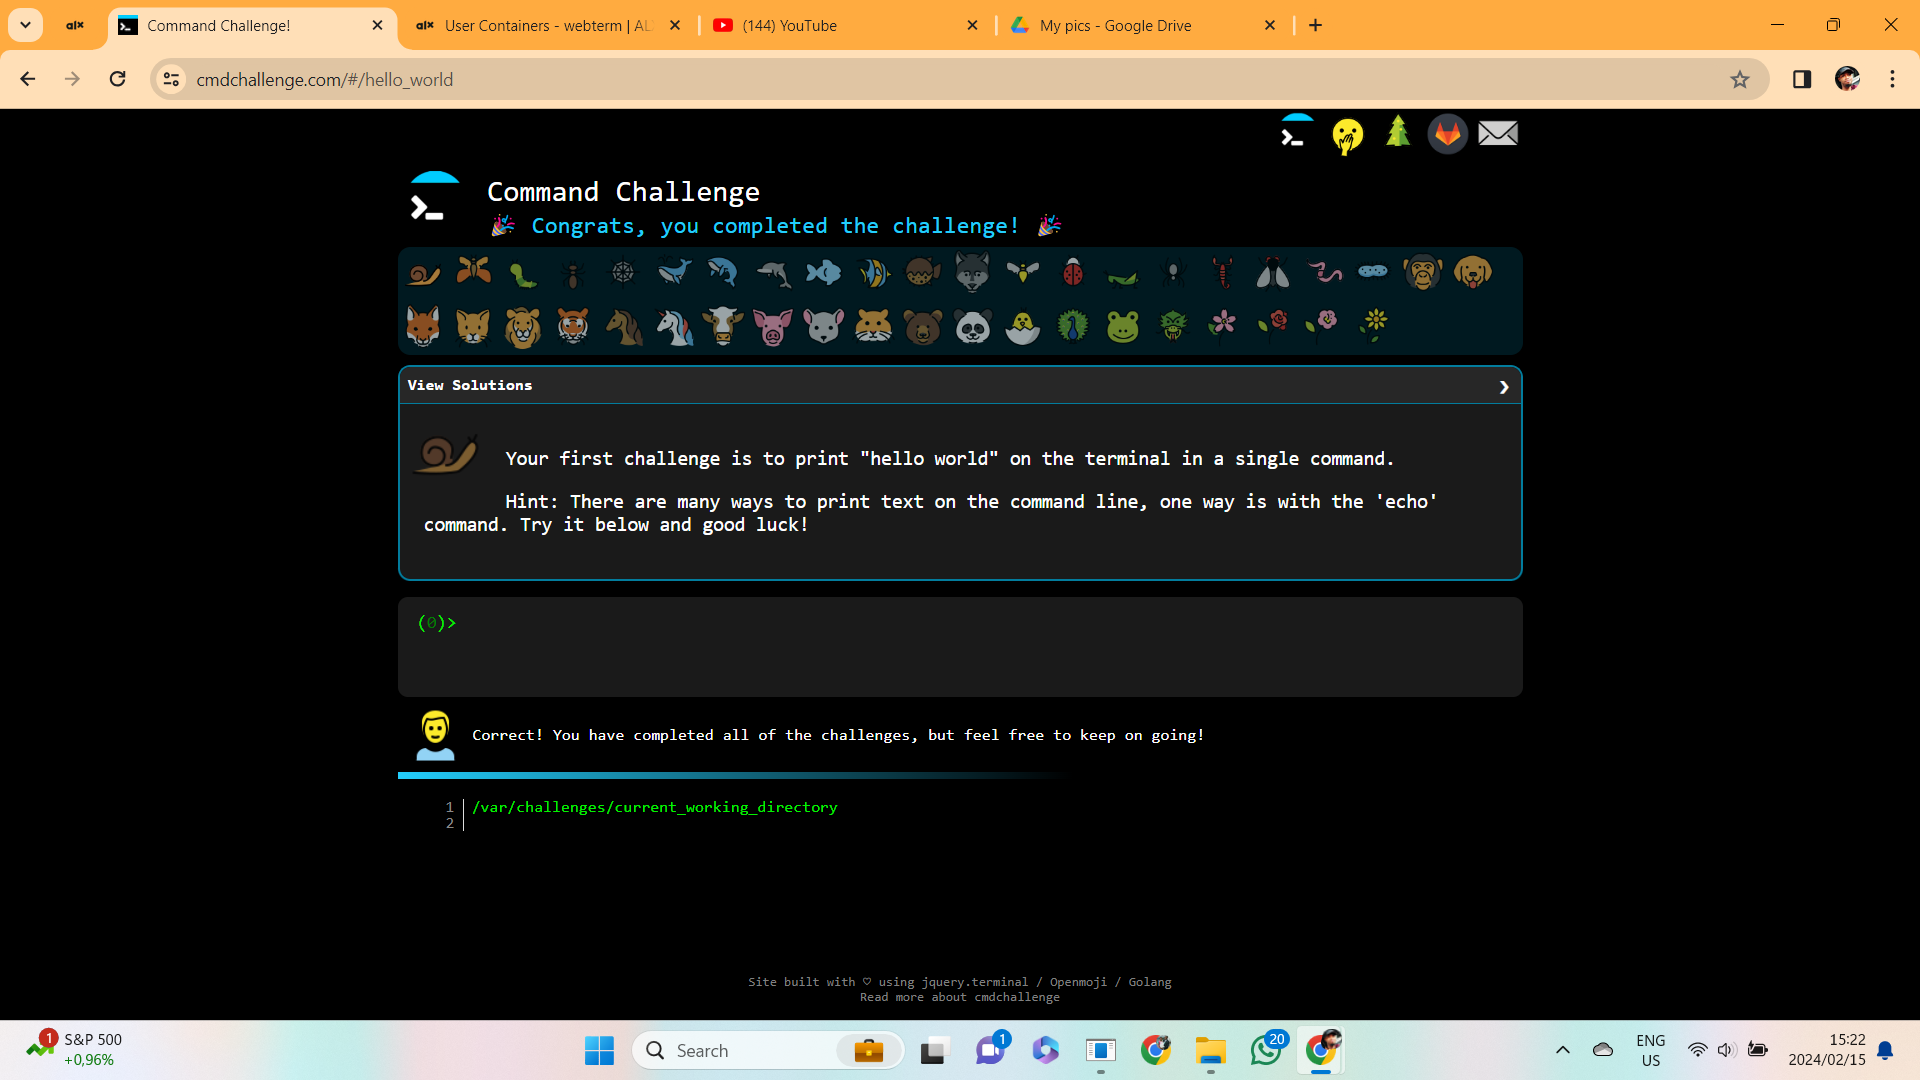 alx
Command Challenge!
alx
User Containers - webterm | AL
(144) YouTube
My pics - Google Drive
cmdchallenge.com/#/hello_world
Command Challenge
Congrats, you completed the challenge!
View Solutions
Your first challenge is to print "hello world" on the terminal in a single command.
Hint: There are many ways to print text on the command line, one way is with the 'echo'
command. Try it below and good luck!
(0)>
Correct! You have completed all of the challenges, but feel free to keep on going!
1 /var/challenges/current_working_directory
2
Site built with ♡ using jquery.terminal / Openmoji / Golang
Read more about cmdchallenge
1
S&P 500
+0,96%
Search
1
20
ENG
US
15:22
2024/02/15